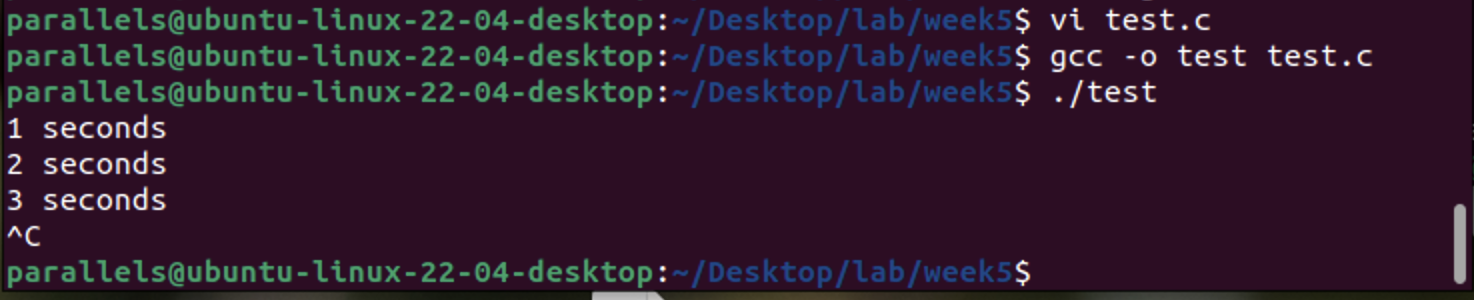 parallels@ubuntu-linux-22-04-desktop:~/Desktop/lab/week5$ vi test.c
parallels@ubuntu-linux-22-04-desktop:~/Desktop/lab/week5$ gcc -o test test.c
parallels@ubuntu-linux-22-04-desktop:~/Desktop/lab/week5$ ./test
1 seconds
2 seconds
3 seconds
^C
parallels@ubuntu-linux-22-04-desktop:~/Desktop/lab/week5$